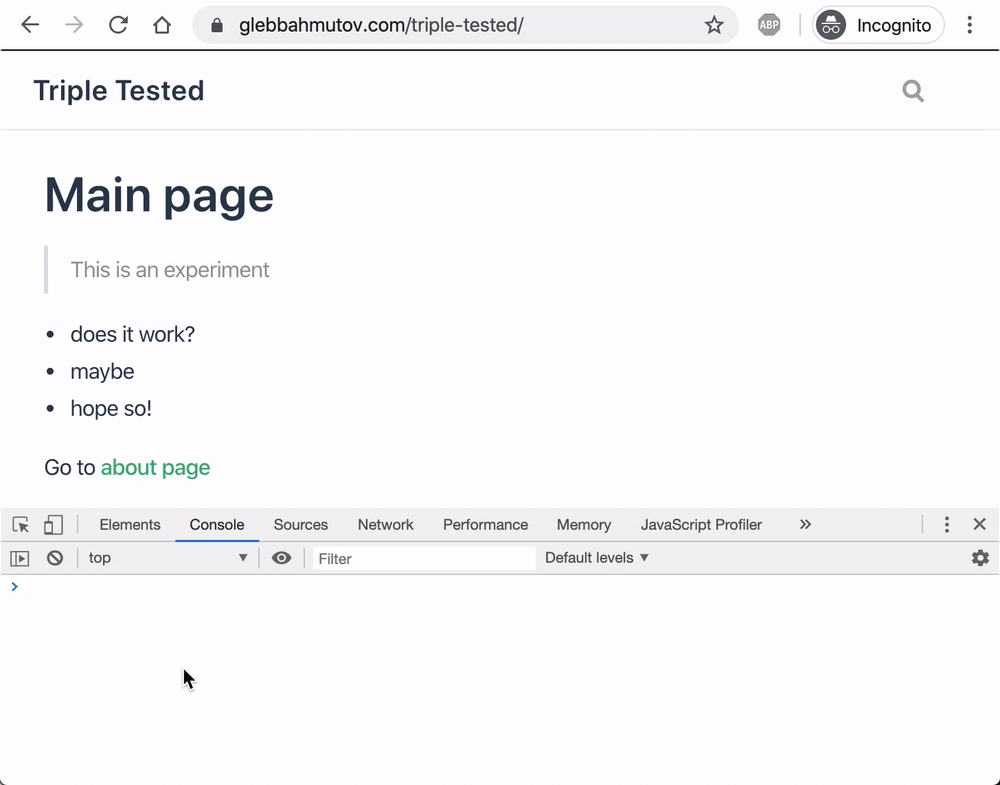 glebbahmutov.com/triple-tested/
ABP
Incognito
Triple Tested
Main page
This is an experiment
• does it work?
• maybe
• hope so!
Go to about page
Elements Console Sources Network Performance Memory JavaScript Profiler »
top ▼ Filter Default levels ▼
>